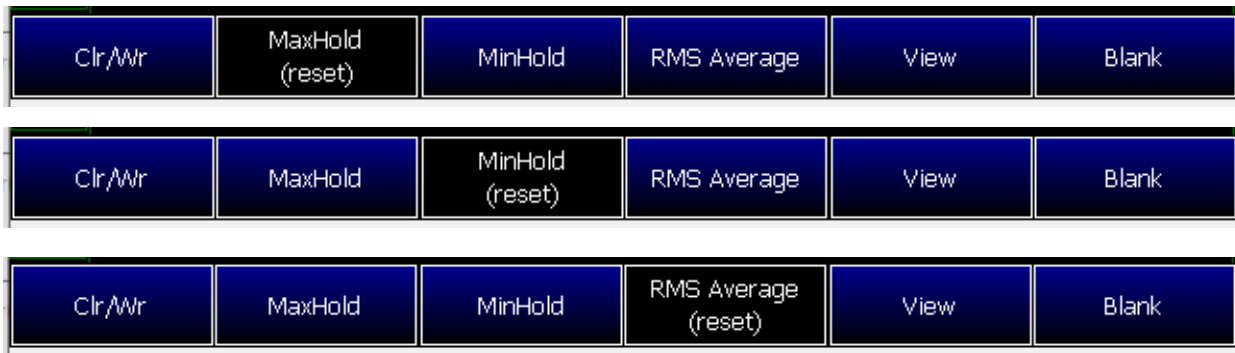 Clr/Wr MaxHold (reset) MinHold RMS Average View Blank
Clr/Wr MaxHold MinHold (reset) RMS Average View Blank
Clr/Wr MaxHold MinHold RMS Average (reset) View Blank